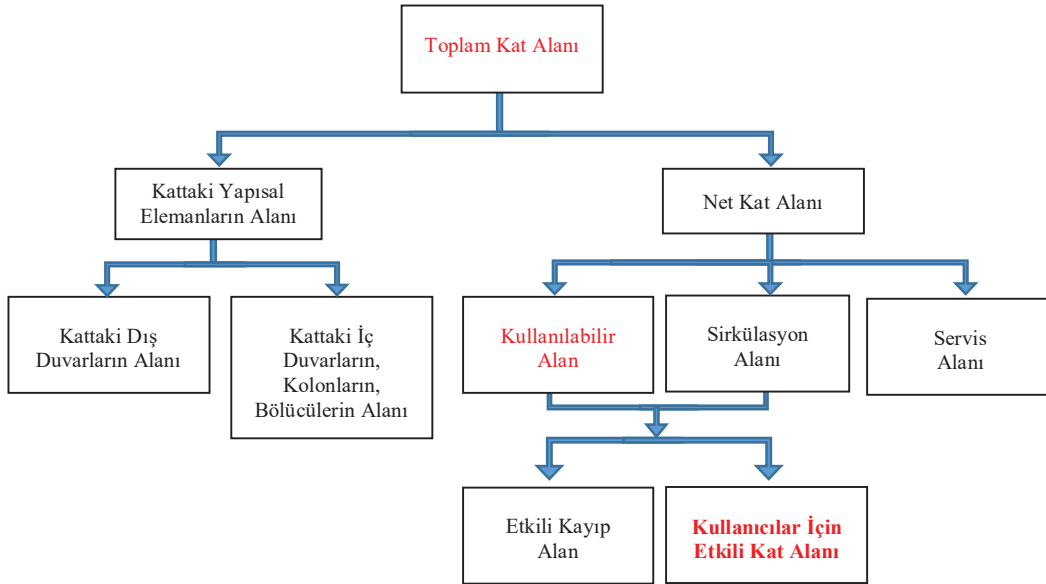 Toplam Kat Alanı
Kattaki Yapısal
Elemanların Alanı
Net Kat Alanı
Kattaki Dış
Duvarların Alanı
Kattaki İç
Duvarların,
Kolonların,
Bölücülerin Alanı
Kullanılabilir
Alan
Sirkülasyon
Alanı
Servis
Alanı
Etkili Kayıp
Alan
Kullanıcılar İçin
Etkili Kat Alanı